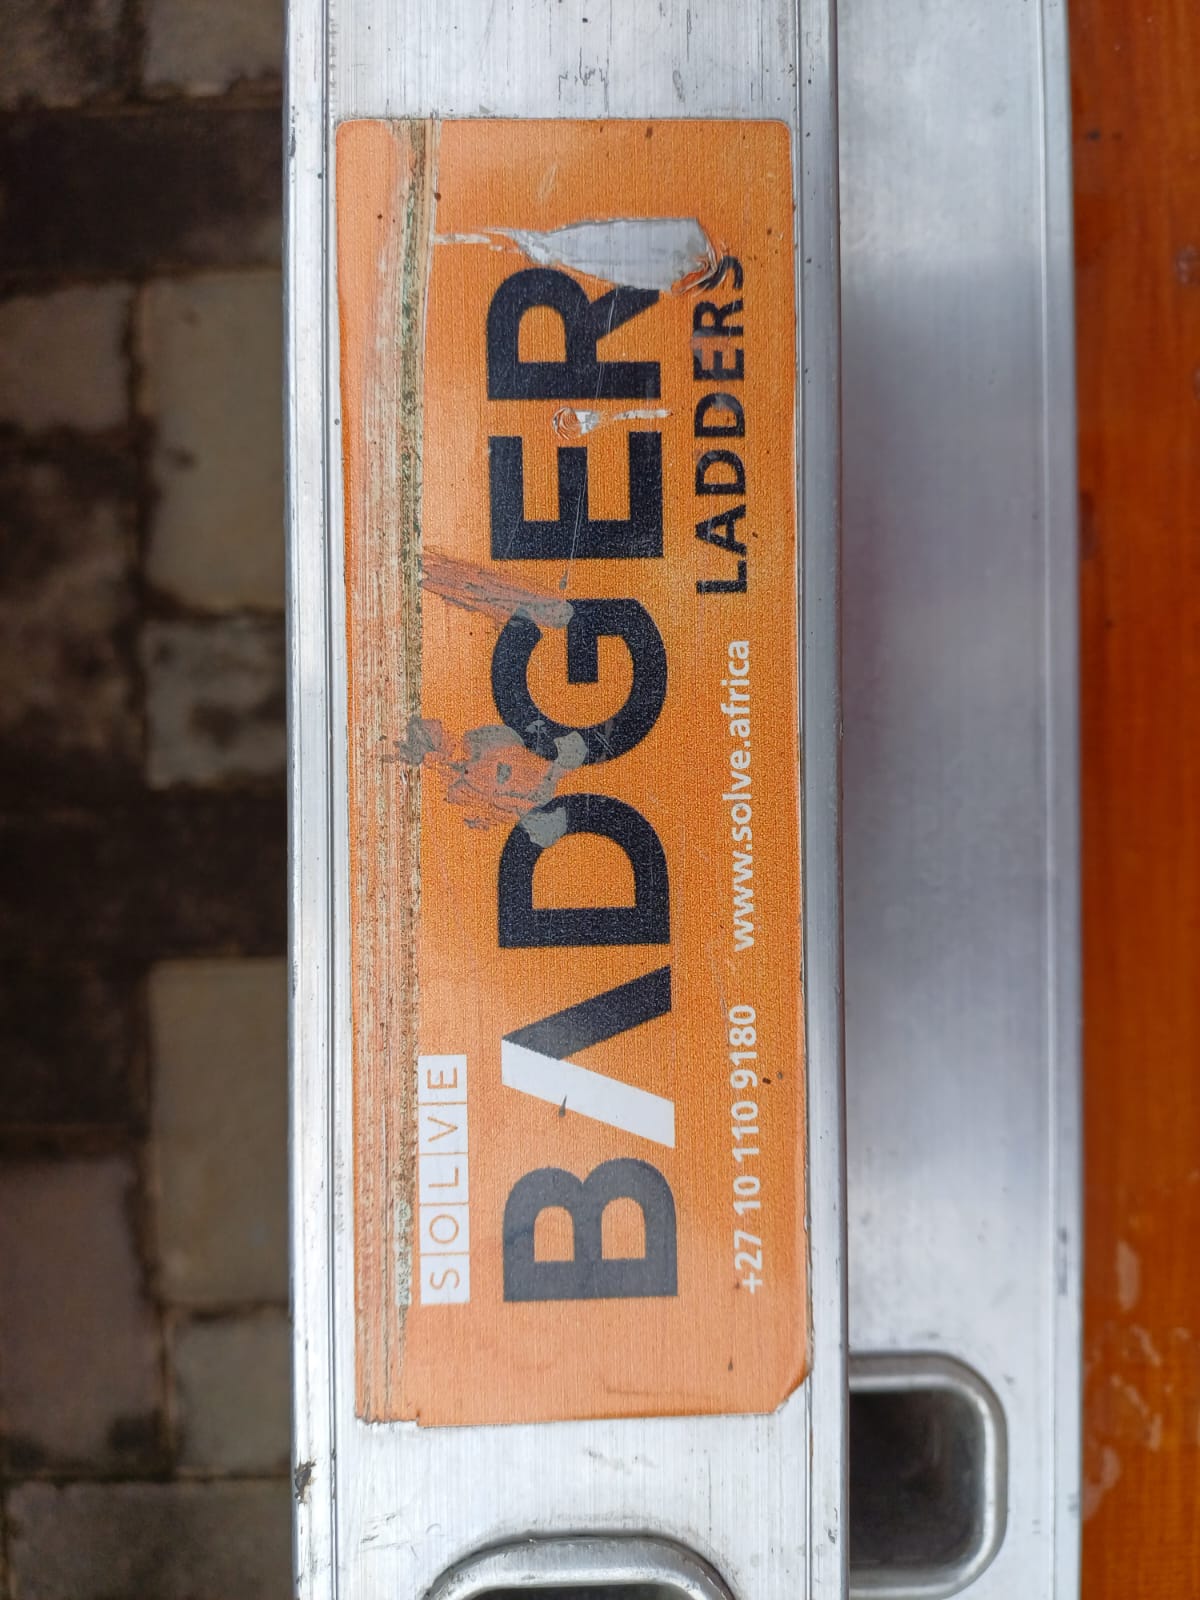 SOLVE
BADGER
LADDERS
+27 10 110 9180 www.solve.africa